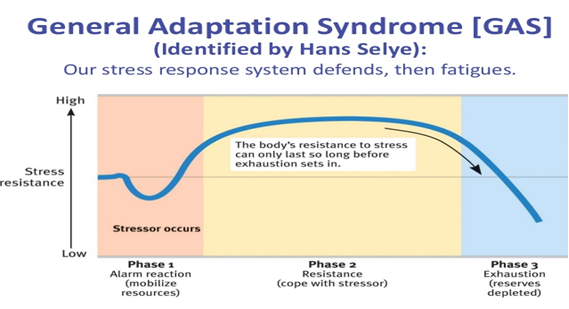 General Adaptation Syndrome [GAS]
(Identified by Hans Selye):
Our stress response system defends, then fatigues.
High
Stress
resistance
Low
The body's resistance to stress
can only last so long before
exhaustion sets in.
Stressor occurs
Phase 1
Alarm reaction
(mobilize
resources)
Phase 2
Resistance
(cope with stressor)
Phase 3
Exhaustion
(reserves
depleted)